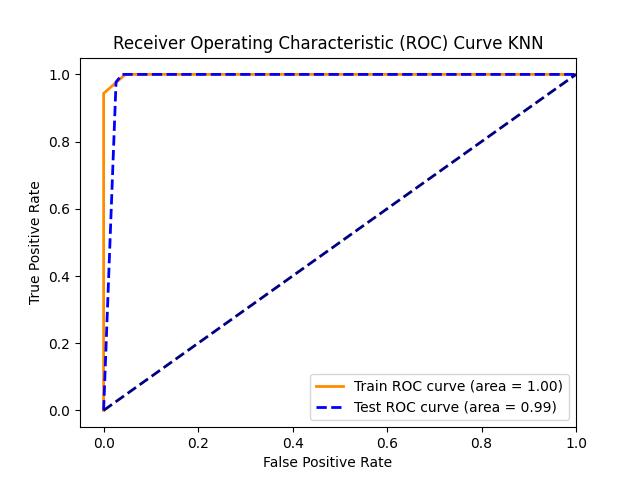 Receiver Operating Characteristic (ROC) Curve KNN
1.0
0.8
0.6
0.4
0.2
0.0
True Positive Rate
Train ROC curve (area = 1.00)
Test ROC curve (area = 0.99)
0.0 0.2 0.4 0.6 0.8 1.0
False Positive Rate